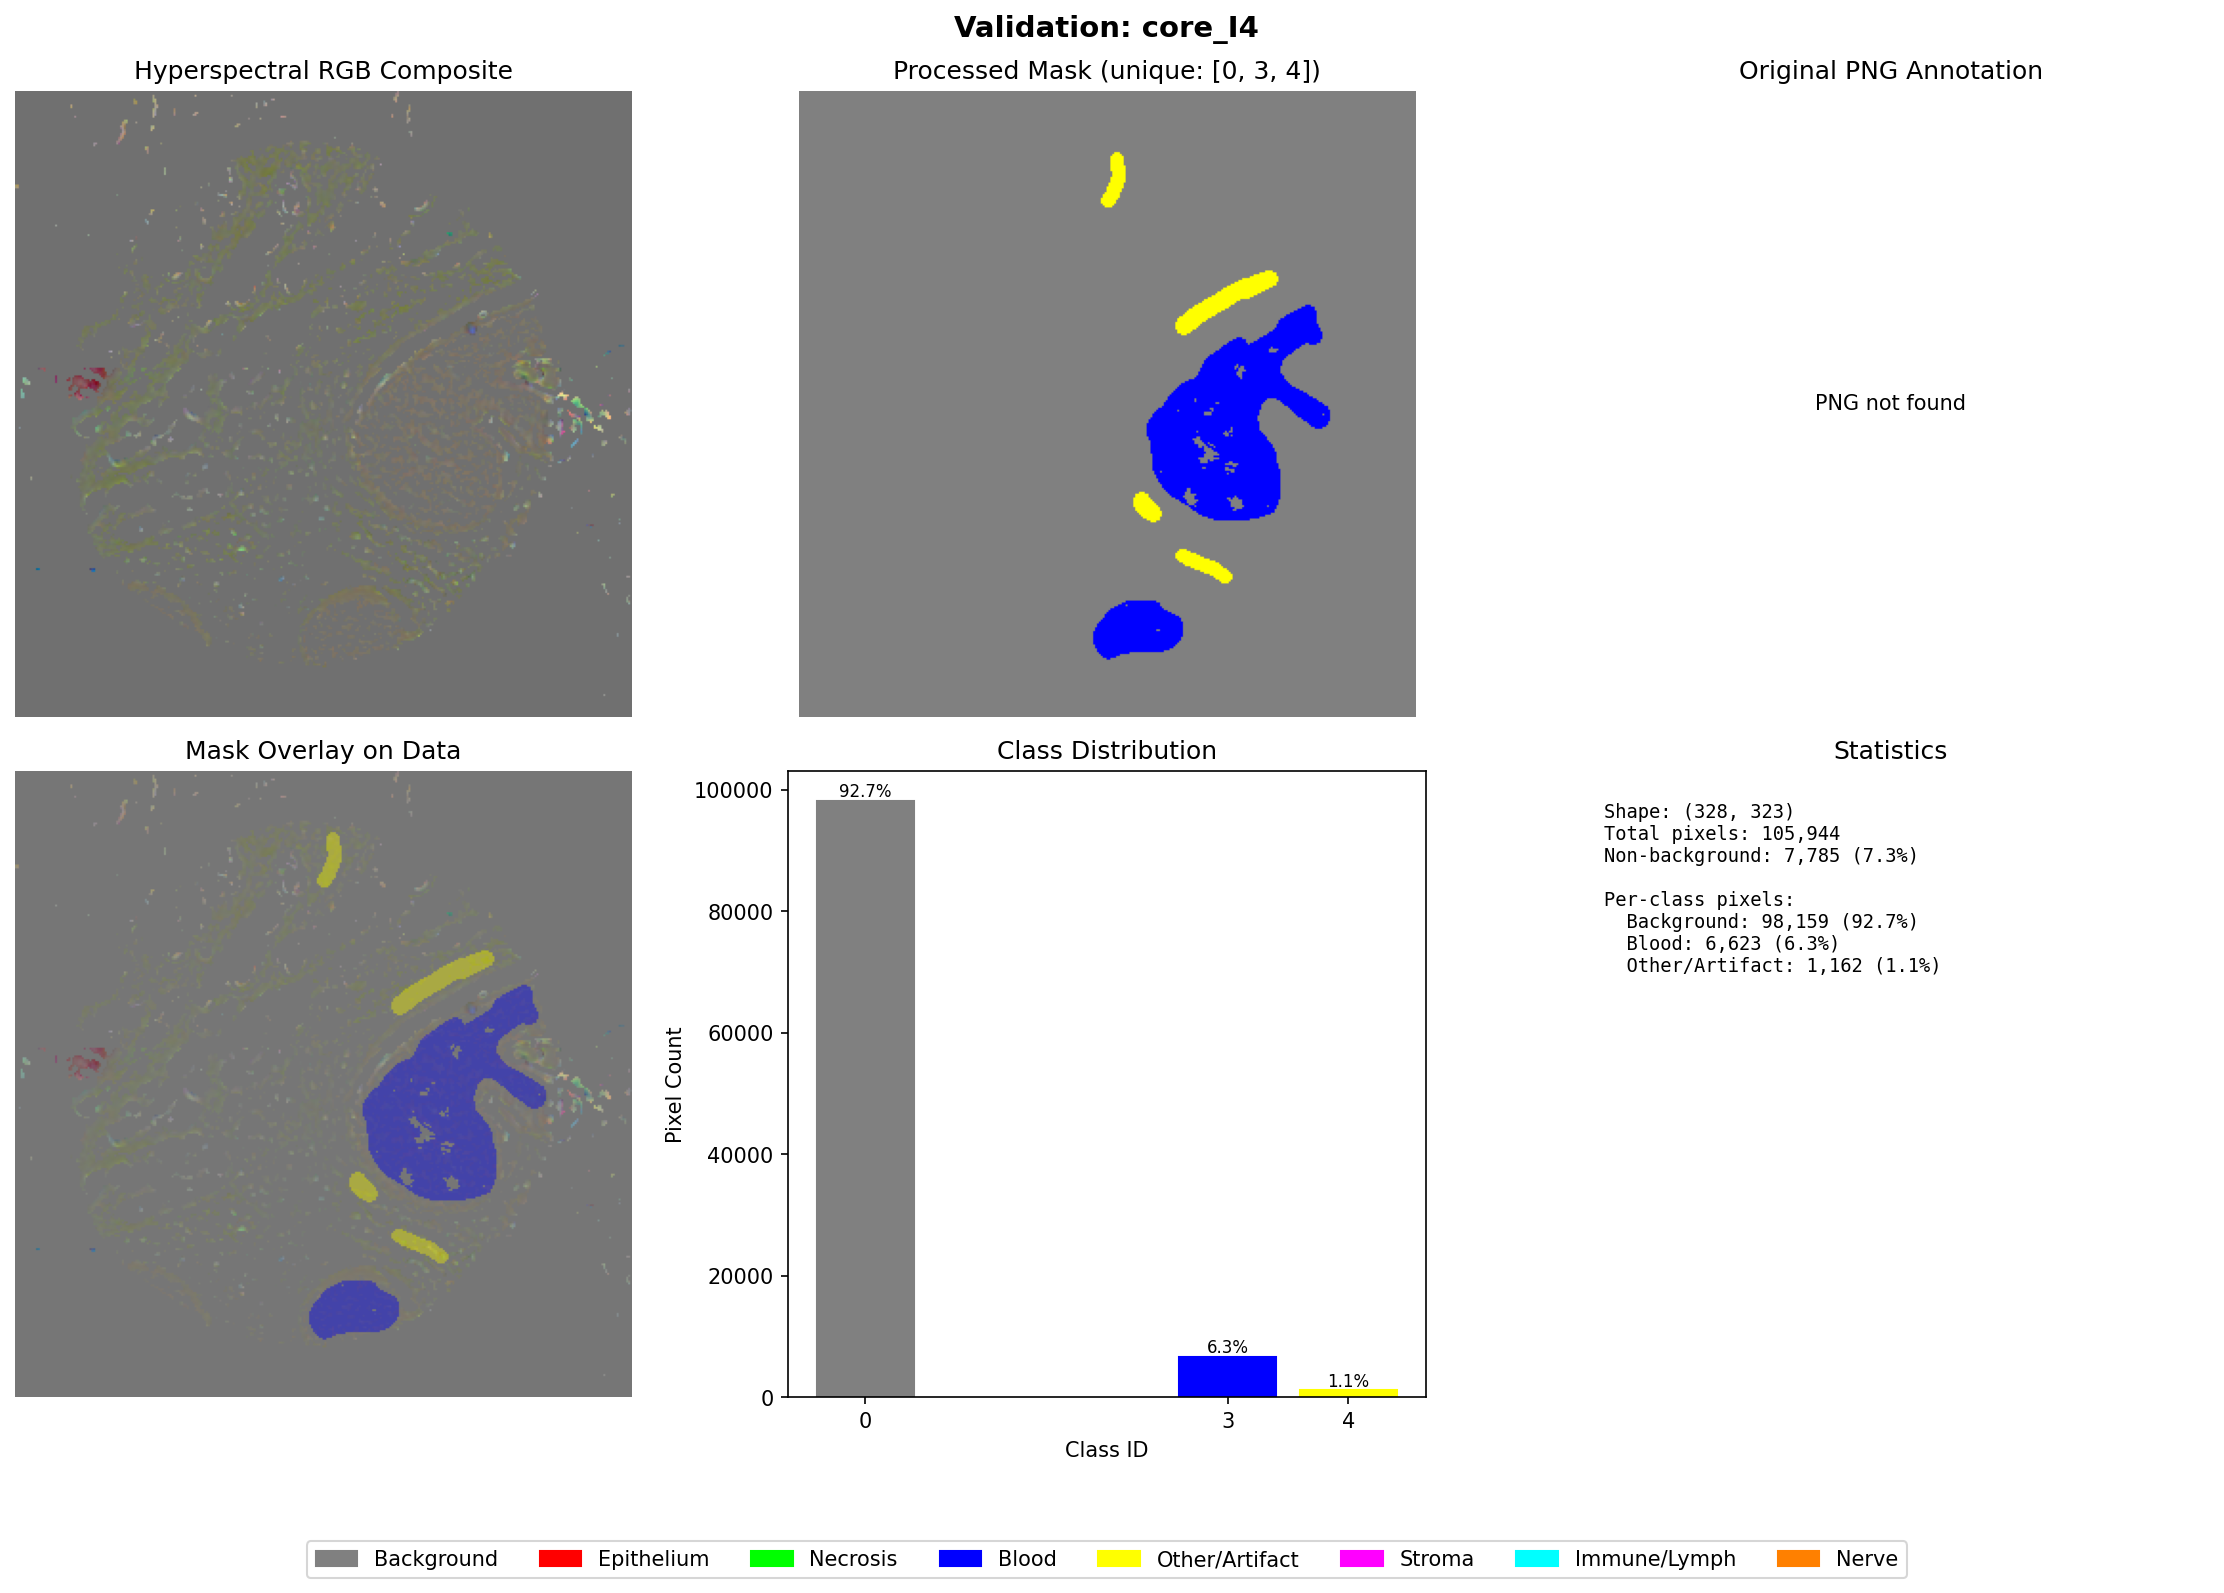 Validation: core_I4
Hyperspectral RGB Composite
Processed Mask (unique: [0, 3, 4])
Original PNG Annotation
PNG not found
Mask Overlay on Data
Class Distribution
100000
80000
60000
40000
20000
0
Pixel Count
92.7%
6.3%
1.1%
0
3
4
Class ID
Statistics
Shape: (328, 323)
Total pixels: 105,944
Non-background: 7,785 (7.3%)
Per-class pixels:
Background: 98,159 (92.7%)
Blood: 6,623 (6.3%)
Other/Artifact: 1,162 (1.1%)
Background
Epithelium
Necrosis
Blood
Other/Artifact
Stroma
Immune/Lymph
Nerve